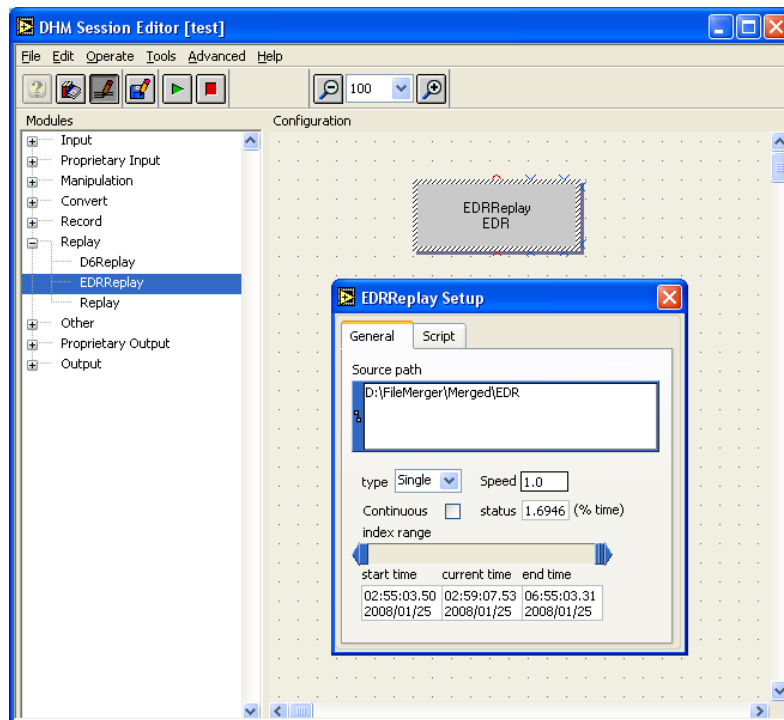 DHM Session Editor [test]
File Edit Operate Tools Advanced Help
100
Modules
Configuration
Input
Proprietary Input
Manipulation
Convert
Record
Replay
D6Replay
EDRReplay
Replay
Other
Proprietary Output
Output
EDRReplay
EDR
EDRReplay Setup
General Script
Source path
D:\FileMerger\Merged\EDR
type Single Speed 1.0
Continuous status 1.6946 (% time)
index range
start time current time end time
02:55:03.50 02:59:07.53 06:55:03.31
2008/01/25 2008/01/25 2008/01/25